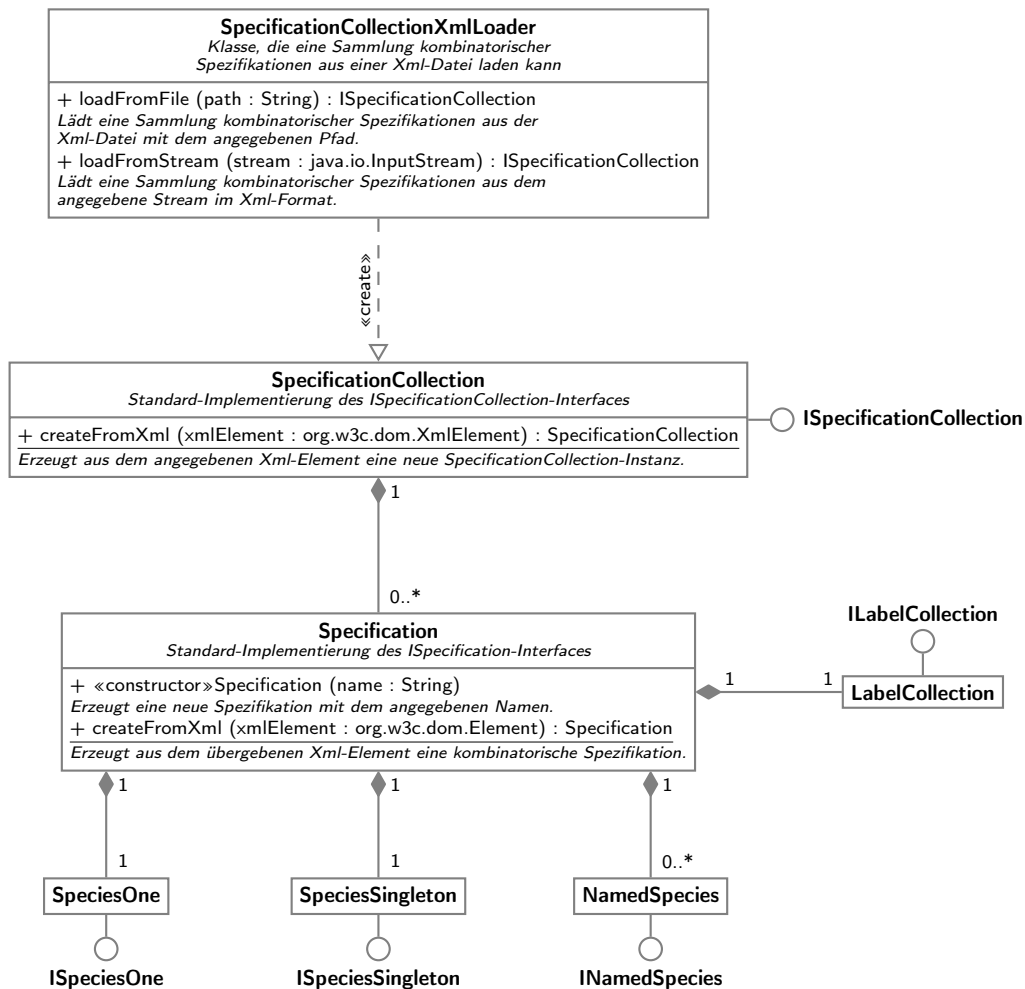 SpecificationCollectionXmlLoader
Klasse, die eine Sammlung kombinatorischer
Spezifikationen aus einer Xml-Datei laden kann
+ loadFromFile (path : String) : ISpecificationCollection
Lädt eine Sammlung kombinatorischer Spezifikationen aus der
Xml-Datei mit dem angegebenen Pfad.
+ loadFromStream (stream : java.io.InputStream) : ISpecificationCollection
Lädt eine Sammlung kombinatorischer Spezifikationen aus dem
angegebene Stream im Xml-Format.
«create»
SpecificationCollection
Standard-Implementierung des ISpecificationCollection-Interfaces
+ createFromXml (xmlElement : org.w3c.dom.XmlElement) : SpecificationCollection
Erzeugt aus dem angegebenen Xml-Element eine neue SpecificationCollection-Instanz.
ISpecificationCollection
1
0..*
Specification
Standard-Implementierung des ISpecification-Interfaces
+ «constructor»Specification (name : String)
Erzeugt eine neue Spezifikation mit dem angegebenen Namen.
+ createFromXml (xmlElement : org.w3c.dom.Element) : Specification
Erzeugt aus dem übergebenen Xml-Element eine kombinatorische Spezifikation.
ILabelCollection
1 1
LabelCollection
1 1 1
1 1 0..*
SpeciesOne SpeciesSingleton NamedSpecies
ISpeciesOne ISpeciesSingleton INamedSpecies